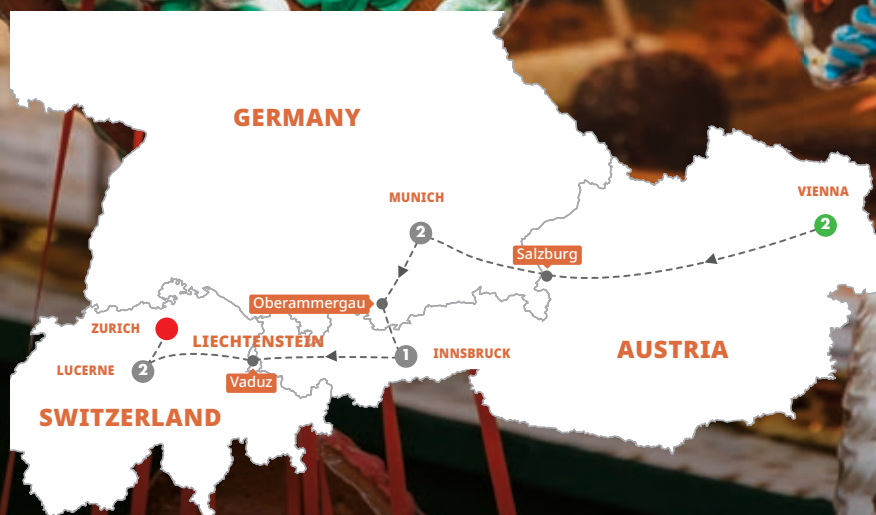 GERMANY
MUNICH
2
VIENNA
2
Salzburg
Oberammergau
ZURICH
LIECHTENSTEIN
1
INNSBRUCK
AUSTRIA
LUCERNE
2
Vaduz
SWITZERLAND